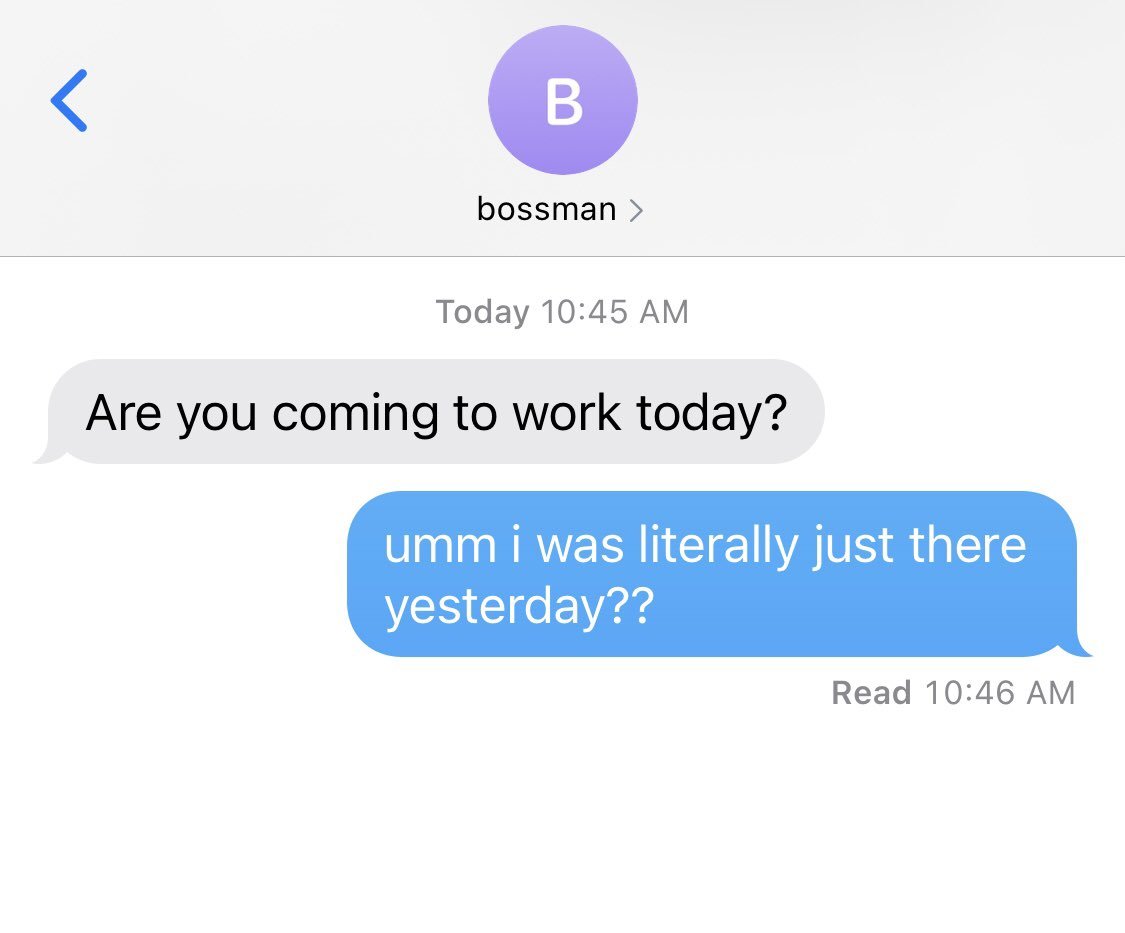 B
bossman
Today 10:45 AM
Are you coming to work today?
umm i was literally just there
yesterday??
Read 10:46 AM